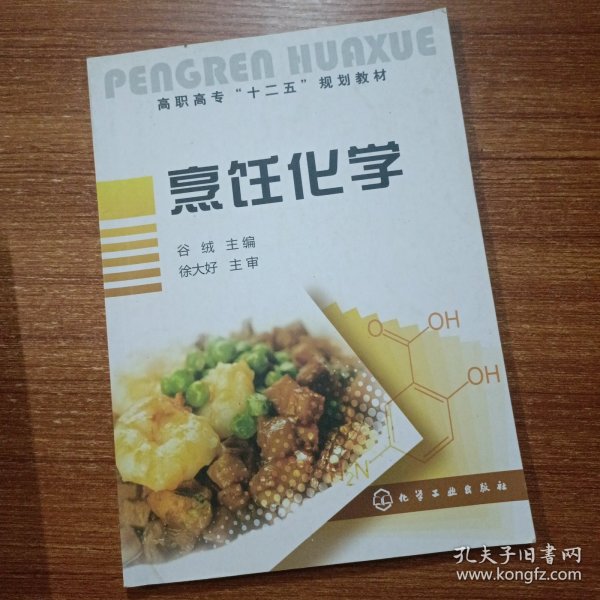 PENGREN HUAXUE
高职高专“十二五”规划教材
烹饪化学
谷 绒 主编
徐大好 主审
O
OH
OH
H2N
化学工业出版社
孔夫子旧书网
www.kongfz.com